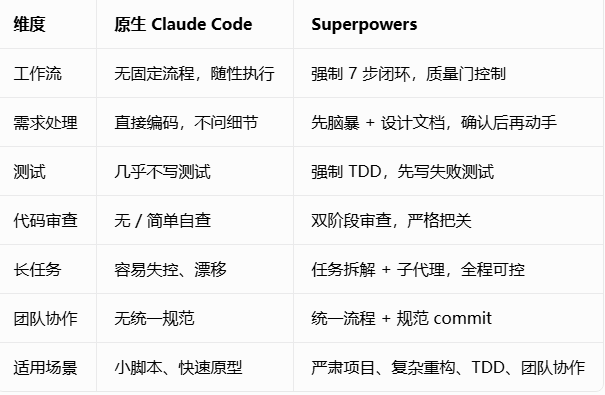 维度 原生 Claude Code Superpowers
工作流 无固定流程，随性执行 强制 7 步闭环，质量门控制
需求处理 直接编码，不问细节 先脑暴 + 设计文档，确认后再动手
测试 几乎不写测试 强制 TDD，先写失败测试
代码审查 无 / 简单自查 双阶段审查，严格把关
长任务 容易失控、漂移 任务拆解 + 子代理，全程可控
团队协作 无统一规范 统一流程 + 规范 commit
适用场景 小脚本、快速原型 严肃项目、复杂重构、TDD、团队协作